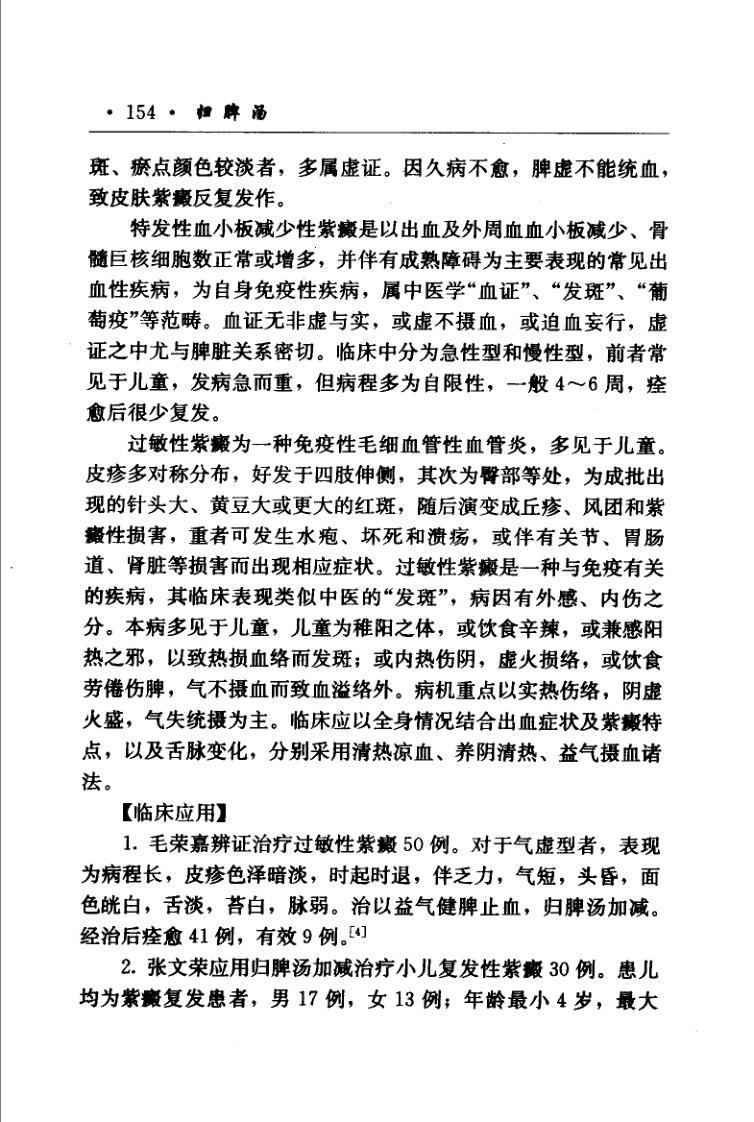 · 154 · 归脾汤
斑、瘀点颜色较淡者，多属虚证。因久病不愈，脾虚不能统血，
致皮肤紫癜反复发作。
特发性血小板减少性紫癜是以出血及外周血血小板减少、骨
髓巨核细胞数正常或增多，并伴有成熟障碍为主要表现的常见出
血性疾病，为自身免疫性疾病，属中医学“血证”、“发斑”、“葡
萄疫”等范畴。血证无非虚与实，或虚不摄血，或迫血妄行，虚
证之中尤与脾脏关系密切。临床中分为急性型和慢性型，前者常
见于儿童，发病急而重，但病程多为自限性，一般 4～6 周，痊
愈后很少复发。
过敏性紫癜为一种免疫性毛细血管性血管炎，多见于儿童。
皮疹多对称分布，好发于四肢伸侧，其次为臀部等处，为成批出
现的针头大、黄豆大或更大的红斑，随后演变成丘疹、风团和紫
癜性损害，重者可发生水疱、坏死和溃疡，或伴有关节、胃肠
道、肾脏等损害而出现相应症状。过敏性紫癜是一种与免疫有关
的疾病，其临床表现类似中医的“发斑”，病因有外感、内伤之
分。本病多见于儿童，儿童为稚阳之体，或饮食辛辣，或兼感阳
热之邪，以致热损血络而发斑；或内热伤阴，虚火损络，或饮食
劳倦伤脾，气不摄血而致血溢络外。病机重点以实热伤络，阴虚
火盛，气失统摄为主。临床应以全身情况结合出血症状及紫癜特
点，以及舌脉变化，分别采用清热凉血、养阴清热、益气摄血诸
法。
【临床应用】
1. 毛荣嘉辨证治疗过敏性紫癜 50 例。对于气虚型者，表现
为病程长，皮疹色泽暗淡，时起时退，伴乏力，气短，头昏，面
色㿠白，舌淡，苔白，脉弱。治以益气健脾止血，归脾汤加减。
经治后痊愈 41 例，有效 9 例。[4]
2. 张文荣应用归脾汤加减治疗小儿复发性紫癜 30 例。患儿
均为紫癜复发患者，男 17 例，女 13 例；年龄最小 4 岁，最大